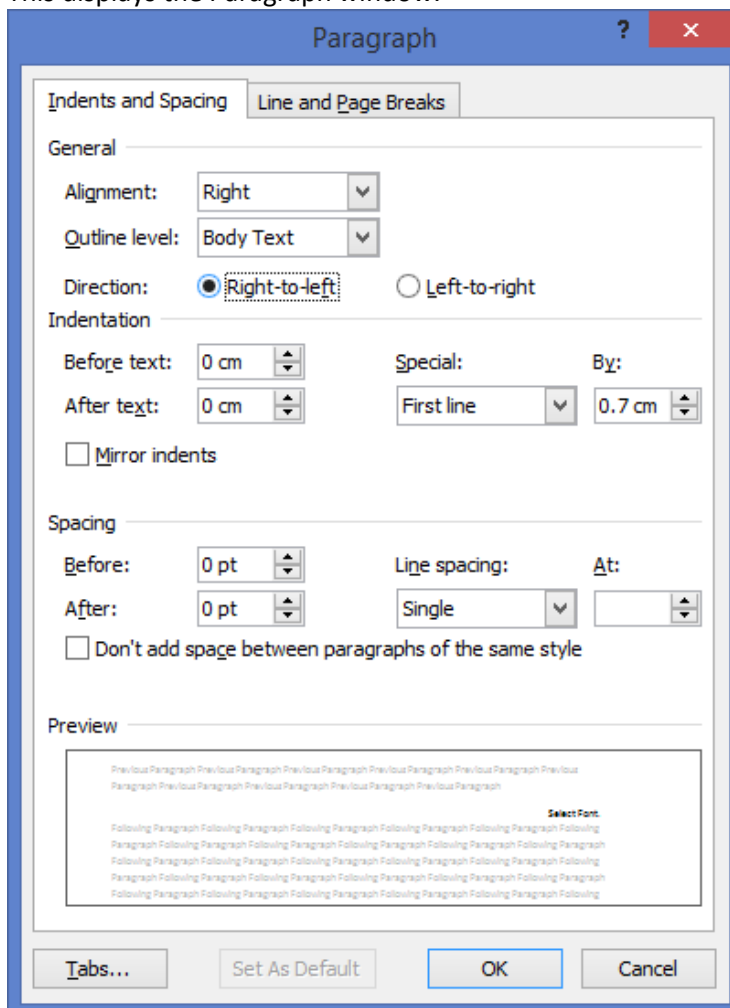 This displays the Paragraph window.
Paragraph ? ×
Indents and Spacing Line and Page Breaks
General
Alignment: Right
Outline level: Body Text
Direction: Right-to-left Left-to-right
Indentation
Before text: 0 cm Special: By:
After text: 0 cm First line 0.7 cm
Mirror indents
Spacing
Before: 0 pt Line spacing: At:
After: 0 pt Single
Don't add space between paragraphs of the same style
Preview
Previous Paragraph Previous Paragraph Previous Paragraph Previous Paragraph Previous Paragraph Previous
Paragraph Previous Paragraph Previous Paragraph Previous Paragraph Previous Paragraph
Select Font.
Following Paragraph Following Paragraph Following Paragraph Following Paragraph Following Paragraph Following
Paragraph Following Paragraph Following Paragraph Following Paragraph Following Paragraph Following Paragraph
Following Paragraph Following Paragraph Following Paragraph Following Paragraph Following Paragraph Following
Paragraph Following Paragraph Following Paragraph Following Paragraph Following Paragraph Following Paragraph
Following Paragraph Following Paragraph Following Paragraph Following Paragraph Following Paragraph Following
Tabs... Set As Default OK Cancel